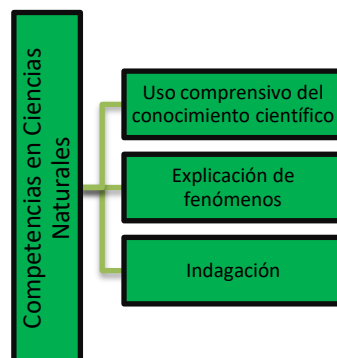 Competencias en Ciencias
Naturales
Uso comprensivo del
conocimiento científico
Explicación de
fenómenos
Indagación